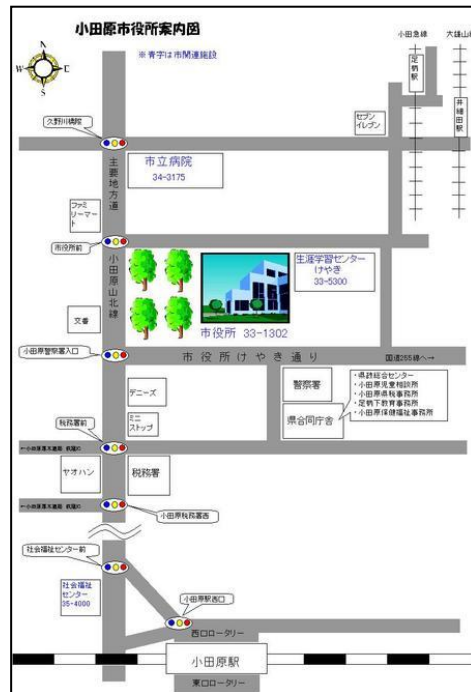 小田原市役所案内図
※青字は市関連施設
N
W
E
S
小田急線
大雄山線
足柄駅
井細田駅
セブン
イレブン
久野川橋際
主要地方道
市立病院
34-3175
ファミ
リーマート
市役所前
小田原山北線
生涯学習センター
けやき
33-5300
市役所 33-1302
交番
小田原警察署入口
市役所けやき通り
国道255線へ→
デニーズ
ミニ
ストップ
警察署
県合同庁舎
・県税総合センター
・小田原児童相談所
・小田原県税事務所
・足柄下教育事務所
・小田原保健福祉事務所
税務署前
ヤオハン
税務署
小田原税務署西
社会福祉センター前
社会福祉
センター
35-4000
小田原駅西口
西口ロータリー
小田原駅
東口ロータリー